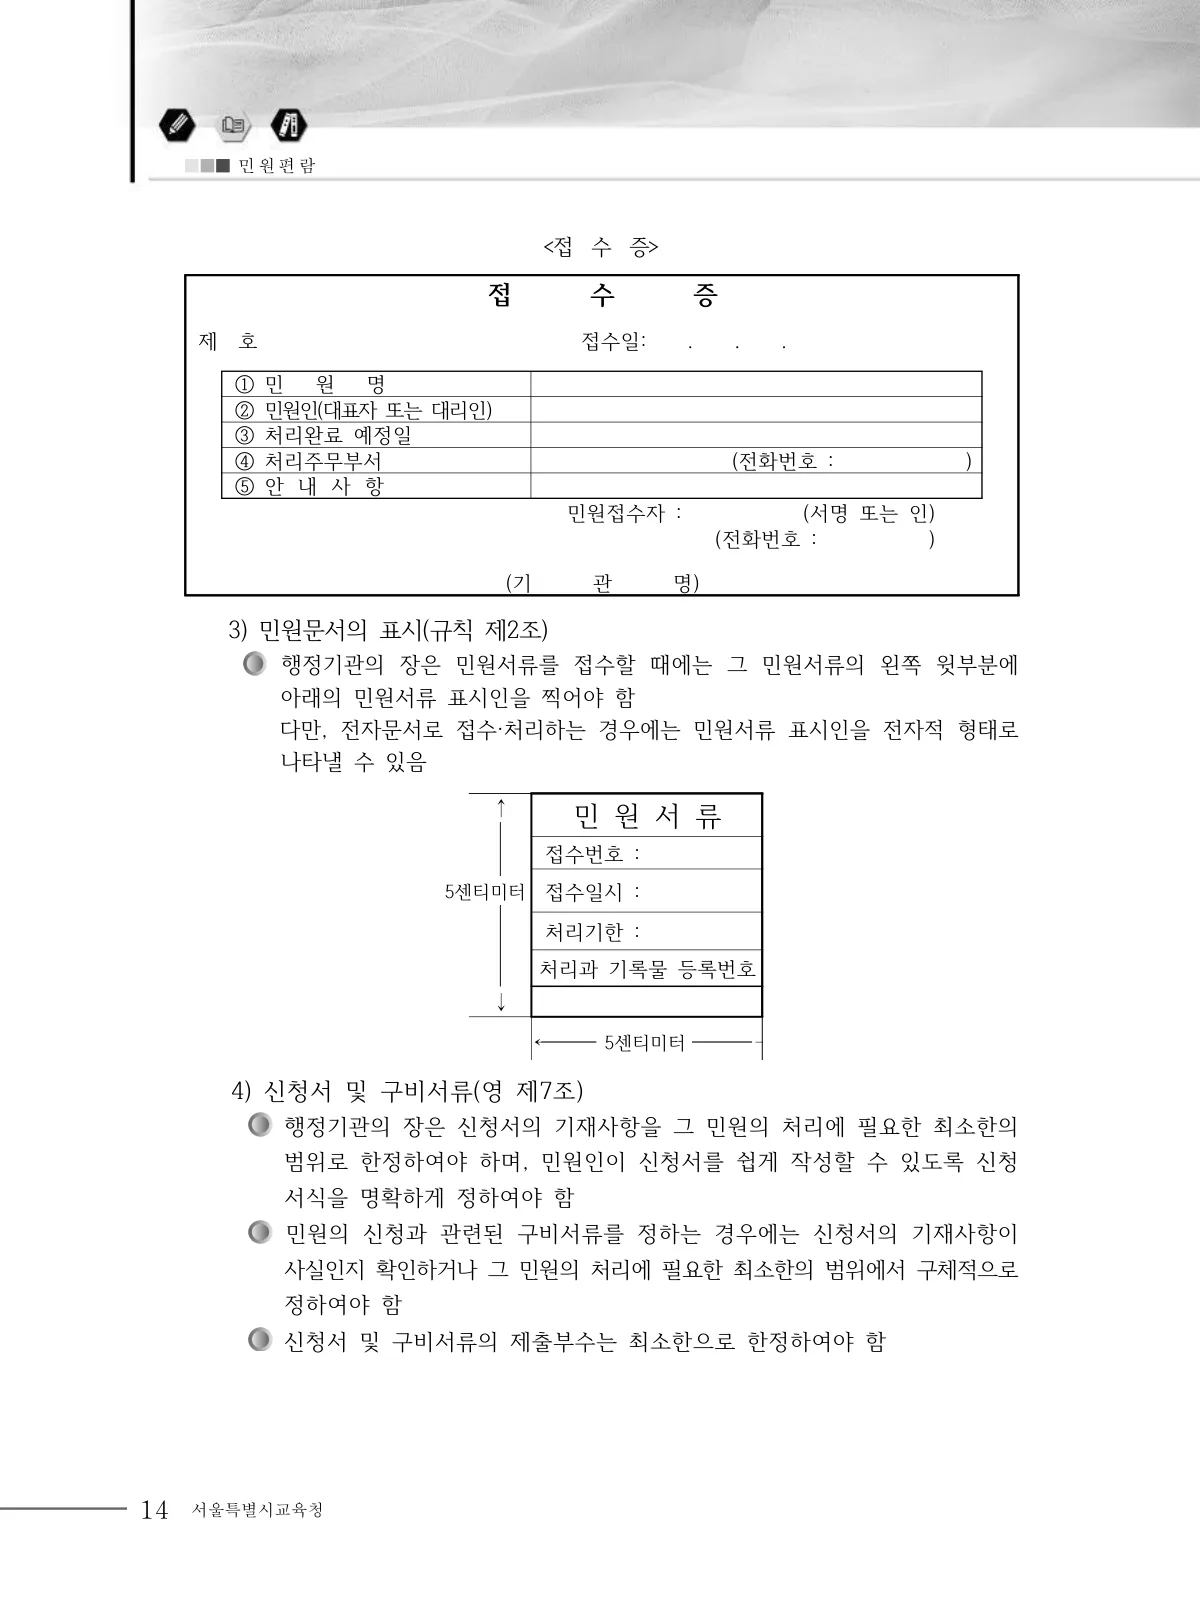 민원편람
<접 수 증>
접 수 증
제 호 접수일: . . .
① 민 원 명
② 민원인(대표자 또는 대리인)
③ 처리완료 예정일
④ 처리주무부서 (전화번호 : )
⑤ 안 내 사 항
민원접수자 : (서명 또는 인)
(전화번호 : )
(기 관 명)
3) 민원문서의 표시(규칙 제2조)
행정기관의 장은 민원서류를 접수할 때에는 그 민원서류의 왼쪽 윗부분에
아래의 민원서류 표시인을 찍어야 함
다만, 전자문서로 접수·처리하는 경우에는 민원서류 표시인을 전자적 형태로
나타낼 수 있음
민 원 서 류
접수번호 :
5센티미터
접수일시 :
처리기한 :
처리과 기록물 등록번호
5센티미터
4) 신청서 및 구비서류(영 제7조)
행정기관의 장은 신청서의 기재사항을 그 민원의 처리에 필요한 최소한의
범위로 한정하여야 하며, 민원인이 신청서를 쉽게 작성할 수 있도록 신청
서식을 명확하게 정하여야 함
민원의 신청과 관련된 구비서류를 정하는 경우에는 신청서의 기재사항이
사실인지 확인하거나 그 민원의 처리에 필요한 최소한의 범위에서 구체적으로
정하여야 함
신청서 및 구비서류의 제출부수는 최소한으로 한정하여야 함
14 서울특별시교육청